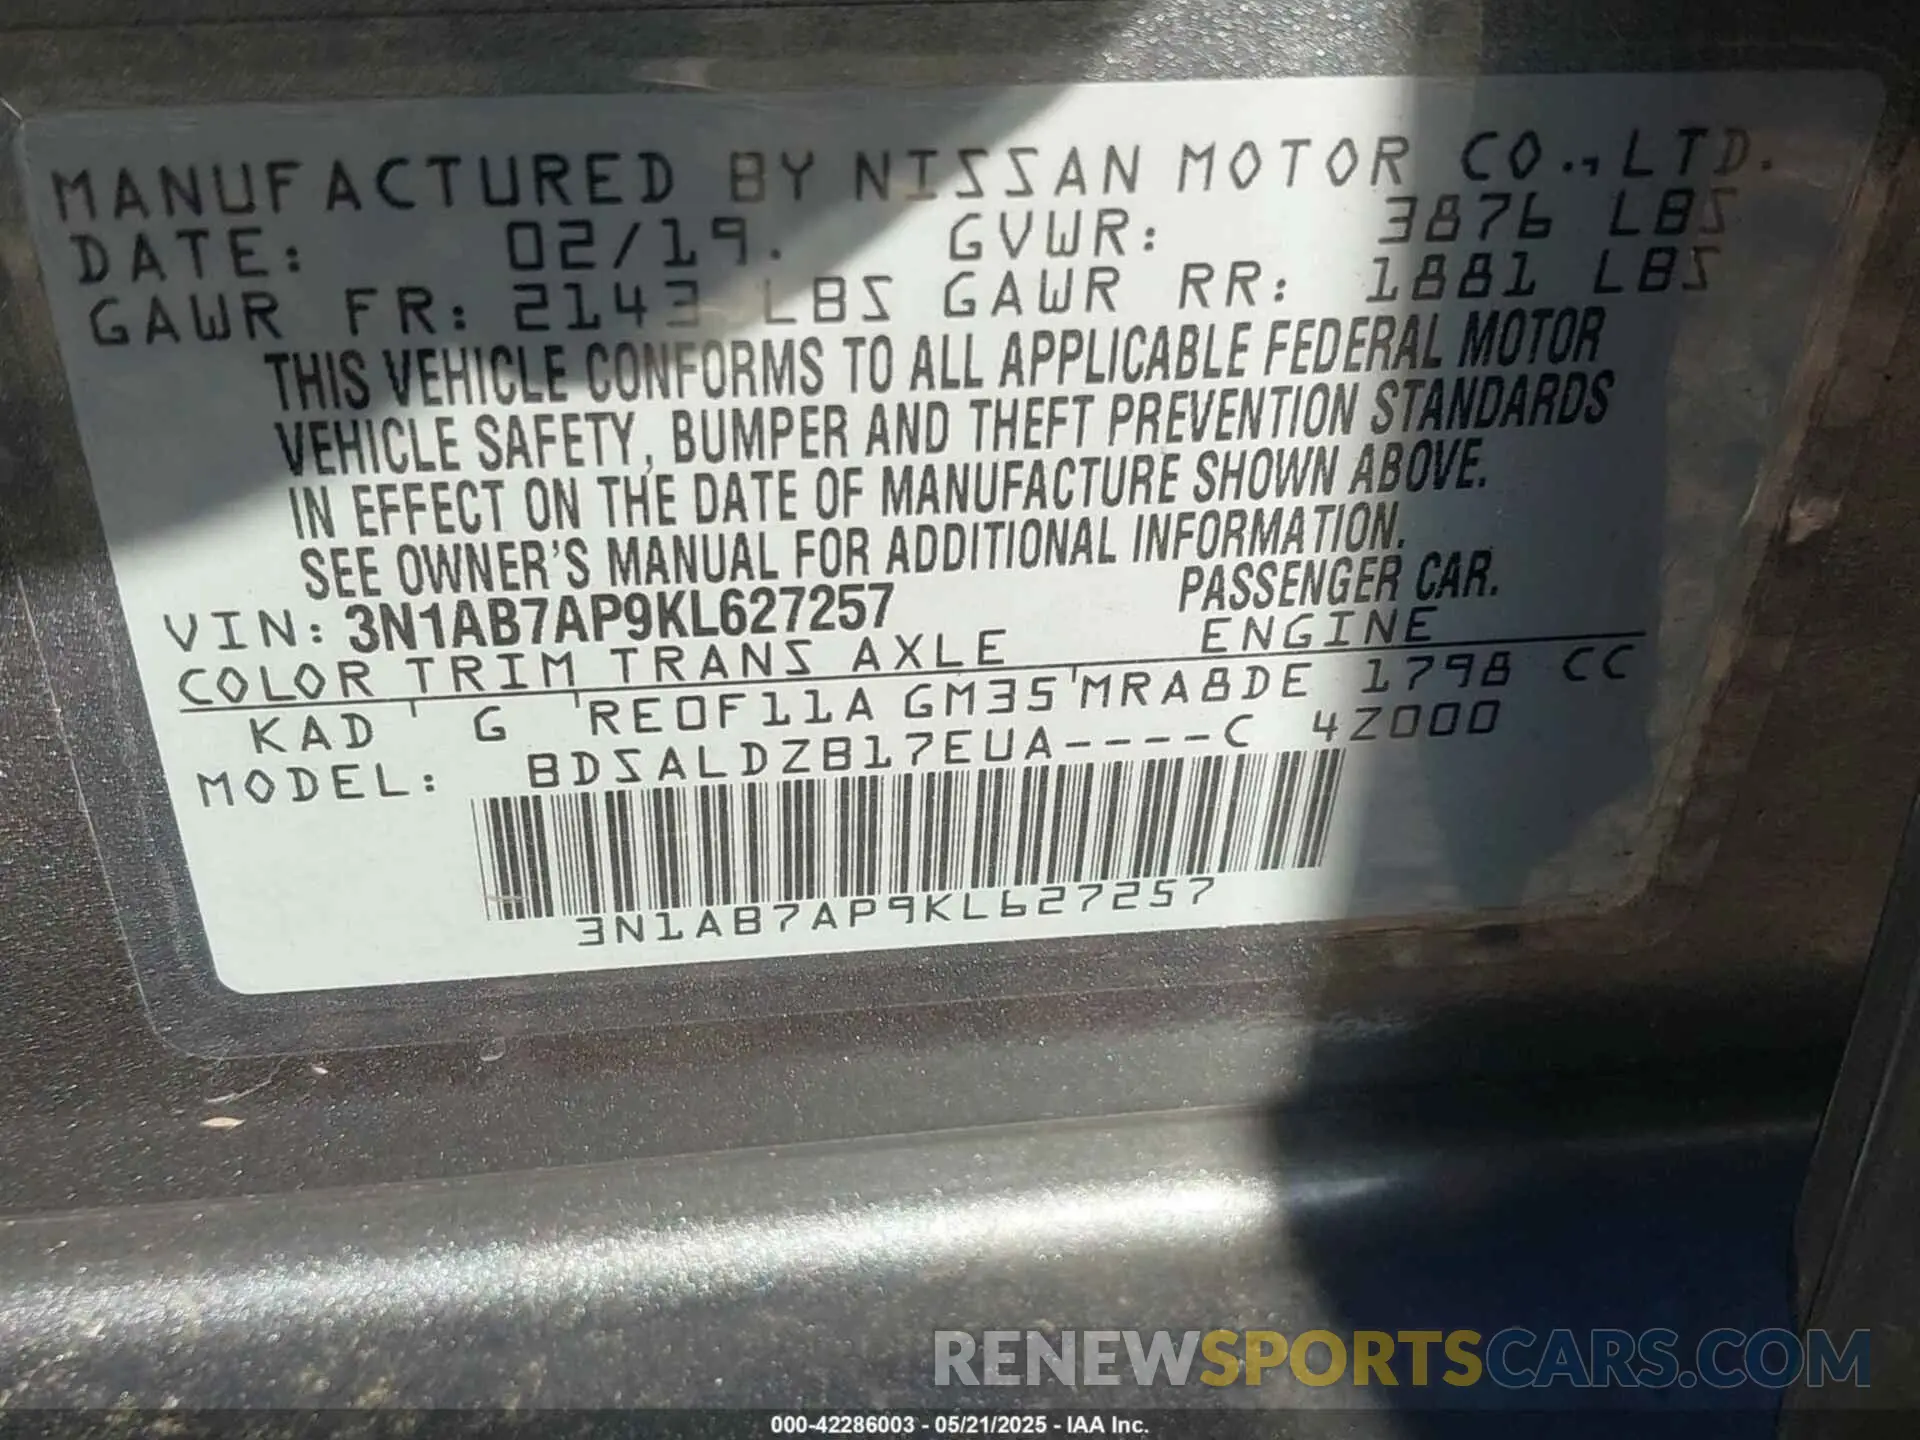 MANUFACTURED BY NISSAN MOTOR CO., LTD.
DATE: 02/19. GVWR: 3876 LBS
GAWR FR: 2143 LBS GAWR RR: 1881 LBS
THIS VEHICLE CONFORMS TO ALL APPLICABLE FEDERAL MOTOR
VEHICLE SAFETY, BUMPER AND THEFT PREVENTION STANDARDS
IN EFFECT ON THE DATE OF MANUFACTURE SHOWN ABOVE.
SEE OWNER'S MANUAL FOR ADDITIONAL INFORMATION.
VIN: 3N1AB7AP9KL627257 PASSENGER CAR.
COLOR TRIM TRANS AXLE ENGINE
KAD ' G ' RE0F11A GM35 ' MRA8DE 1798 CC
MODEL: BDSALDZB17EUA----C 4Z000
3N1AB7AP9KL627257
RENEWSPORTSCARS.COM
000-42286003 - 05/21/2025 - IAA Inc.